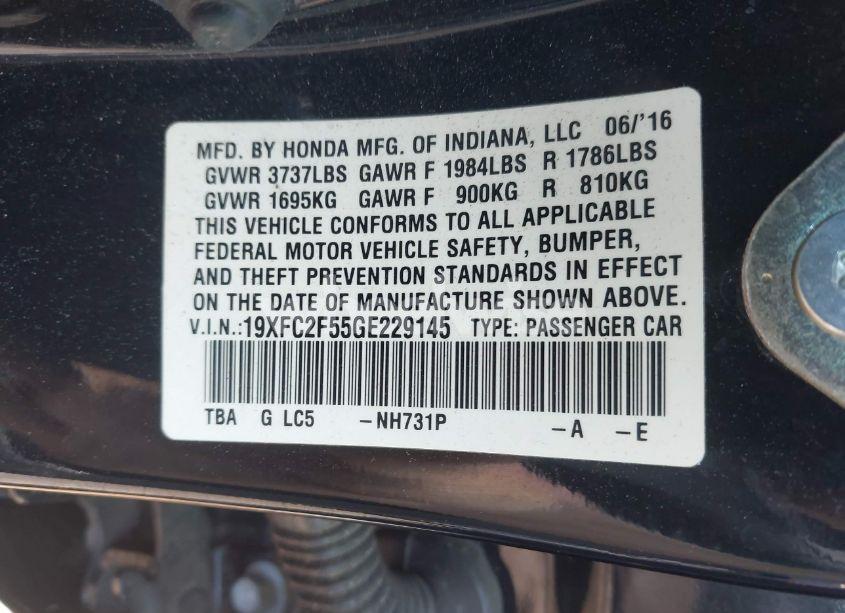 MFD. BY HONDA MFG. OF INDIANA, LLC 06/'16
GVWR 3737LBS GAWR F 1984LBS R 1786LBS
GVWR 1695KG GAWR F 900KG R 810KG
THIS VEHICLE CONFORMS TO ALL APPLICABLE
FEDERAL MOTOR VEHICLE SAFETY, BUMPER,
AND THEFT PREVENTION STANDARDS IN EFFECT
ON THE DATE OF MANUFACTURE SHOWN ABOVE.
V.I.N.:19XFC2F55GE229145 TYPE: PASSENGER CAR
TBA G LC5 -NH731P -A -E